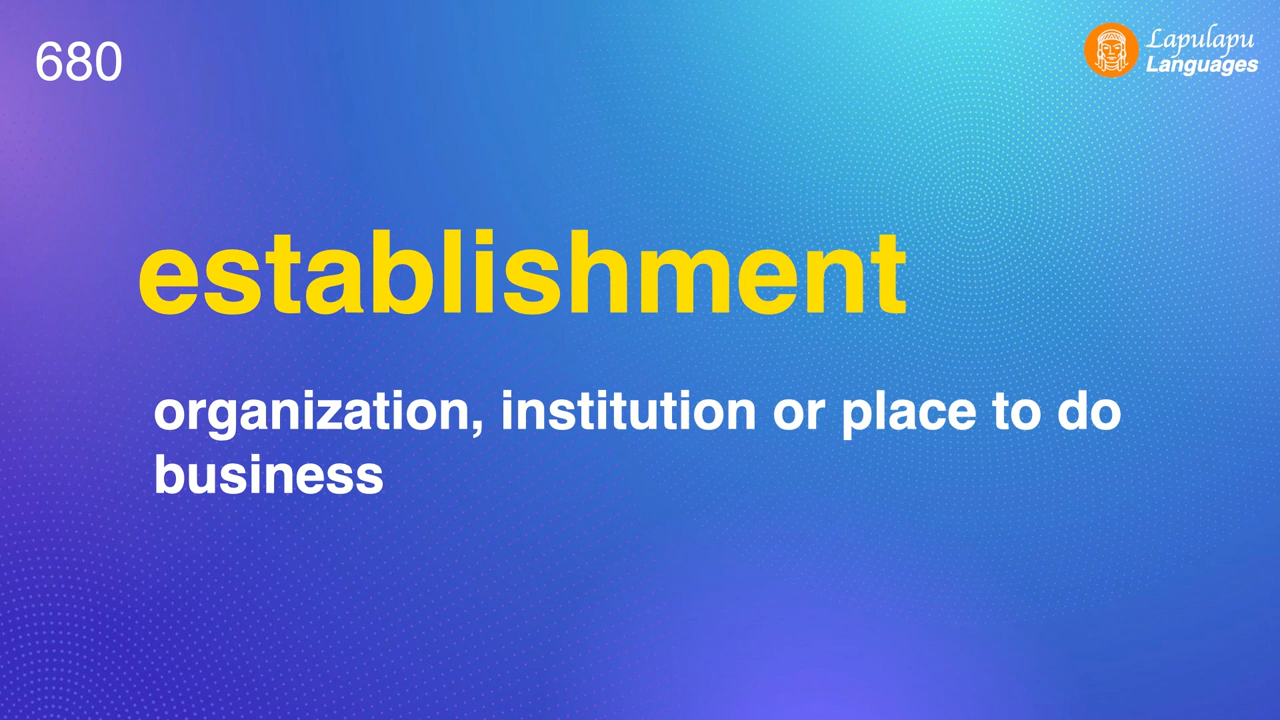 680
Lapulapu
Languages
establishment
organization, institution or place to do
business